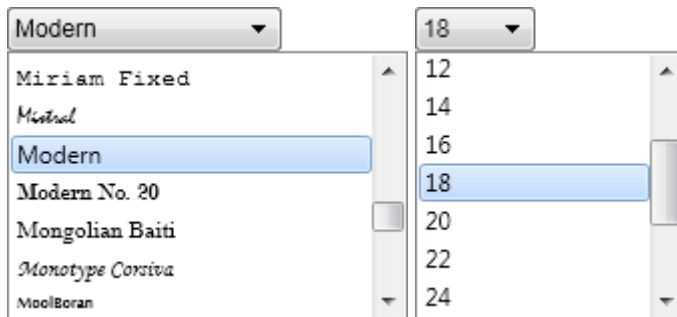 Modern
Miriam Fixed
Mistral
Modern
Modern No. 20
Mongolian Baiti
Monotype Corsiva
MoolBoran
18
12
14
16
18
20
22
24